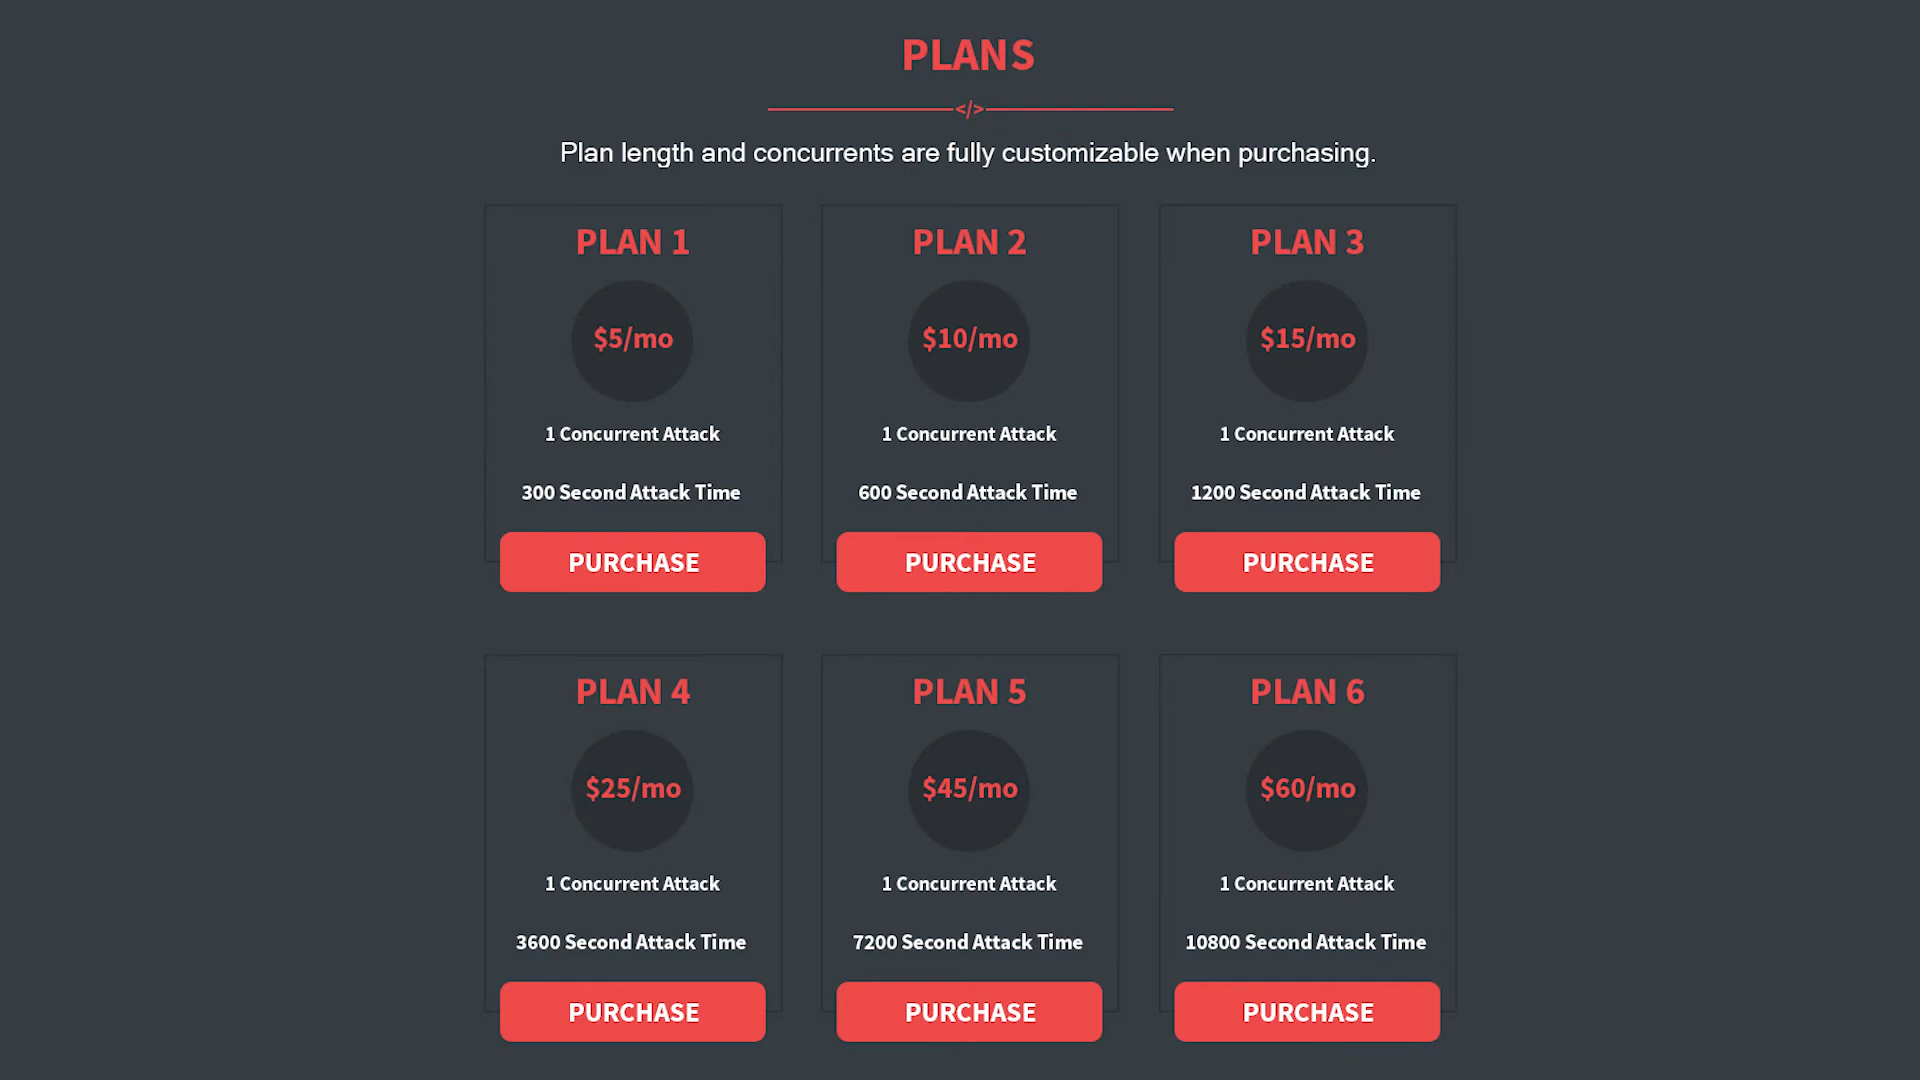 PLANS
</>
Plan length and concurrents are fully customizable when purchasing.
PLAN 1
$5/mo
1 Concurrent Attack
300 Second Attack Time
PURCHASE
PLAN 2
$10/mo
1 Concurrent Attack
600 Second Attack Time
PURCHASE
PLAN 3
$15/mo
1 Concurrent Attack
1200 Second Attack Time
PURCHASE
PLAN 4
$25/mo
1 Concurrent Attack
3600 Second Attack Time
PURCHASE
PLAN 5
$45/mo
1 Concurrent Attack
7200 Second Attack Time
PURCHASE
PLAN 6
$60/mo
1 Concurrent Attack
10800 Second Attack Time
PURCHASE